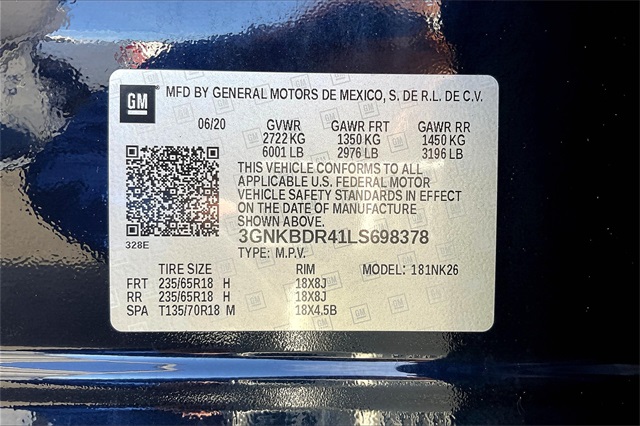 GM
MFD BY GENERAL MOTORS DE MEXICO, S. DE R.L. DE C.V.
06/20 GVWR GAWR FRT GAWR RR
2722 KG 1350 KG 1450 KG
6001 LB 2976 LB 3196 LB
THIS VEHICLE CONFORMS TO ALL
APPLICABLE U.S. FEDERAL MOTOR
VEHICLE SAFETY STANDARDS IN EFFECT
ON THE DATE OF MANUFACTURE
SHOWN ABOVE.
328E
3GNKBDR41LS698378
TYPE: M.P.V.
TIRE SIZE RIM MODEL: 181NK26
FRT 235/65R18 H 18X8J
RR 235/65R18 H 18X8J
SPA T135/70R18 M 18X4.5B